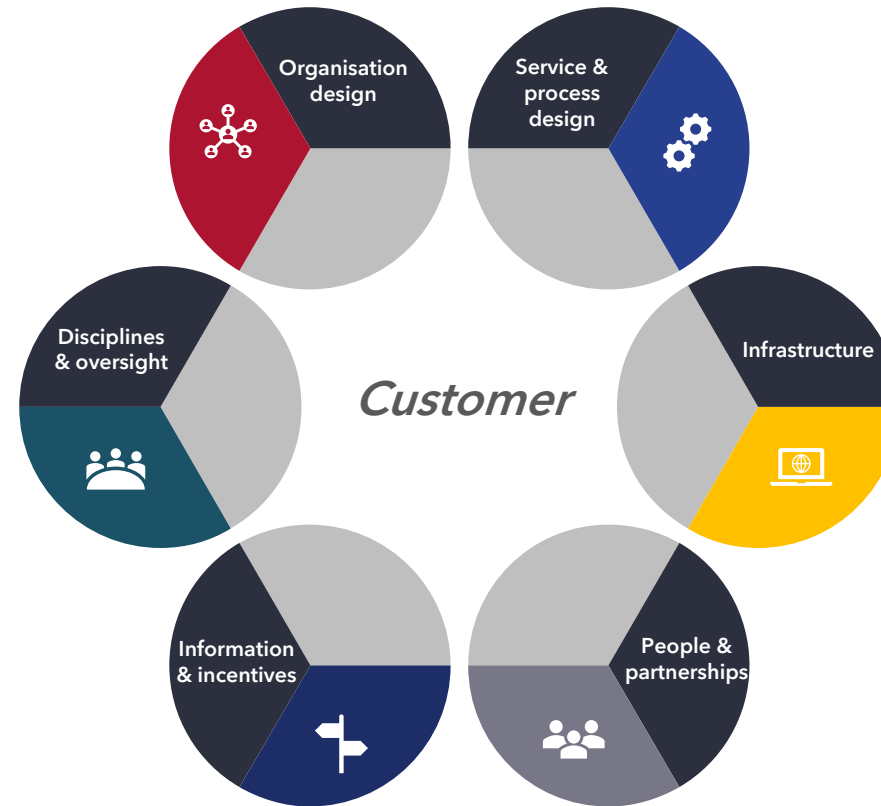 Organisation
design
Service &
process
design
Disciplines
& oversight
Customer
Infrastructure
Information
& incentives
People &
partnerships